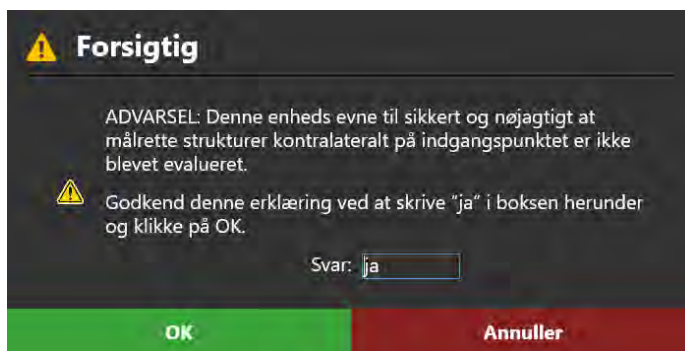 Forsigtig
ADVARSEL: Denne enheds evne til sikkert og nøjagtigt at
målrette strukturer kontralateralt på indgangspunktet er ikke
blevet evalueret.
Godkend denne erklæring ved at skrive "ja" i boksen herunder
og klikke på OK.
Svar: ja
OK Annuller